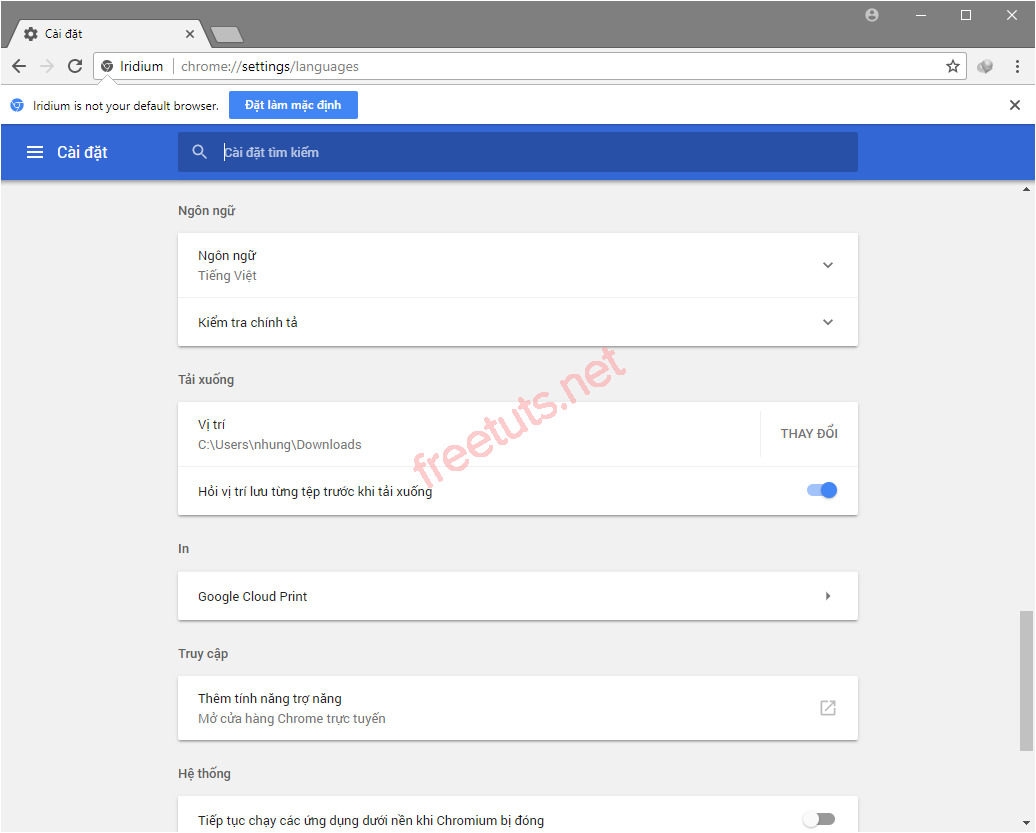 Cài đặt
Iridium chrome://settings/languages
Iridium is not your default browser. Đặt làm mặc định
Cài đặt Cài đặt tìm kiếm
Ngôn ngữ
Ngôn ngữ
Tiếng Việt
Kiểm tra chính tả
Tải xuống
Vị trí
C:\Users\nhung\Downloads
THAY ĐỔI
Hỏi vị trí lưu từng tệp trước khi tải xuống
freetuts.net
In
Google Cloud Print
Truy cập
Thêm tính năng trợ năng
Mở cửa hàng Chrome trực tuyến
Hệ thống
Tiếp tục chạy các ứng dụng dưới nền khi Chromium bị đóng